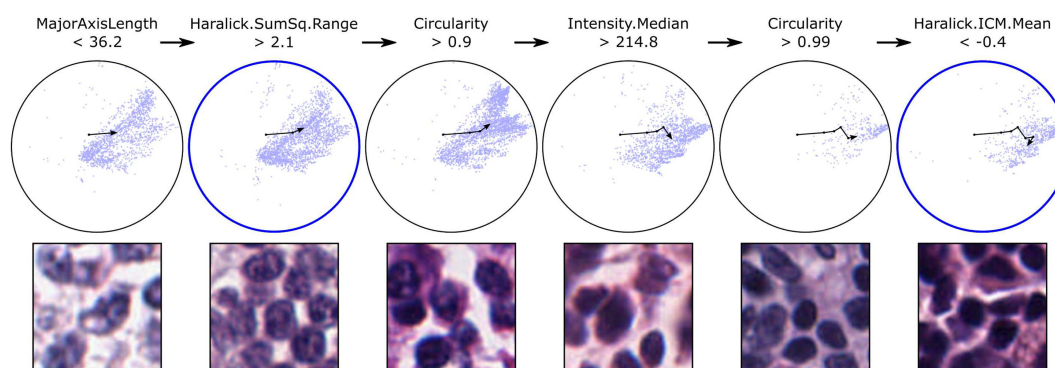 MajorAxisLength
< 36.2
Haralick.SumSq.Range
> 2.1
Circularity
> 0.9
Intensity.Median
> 214.8
Circularity
> 0.99
Haralick.ICM.Mean
< -0.4